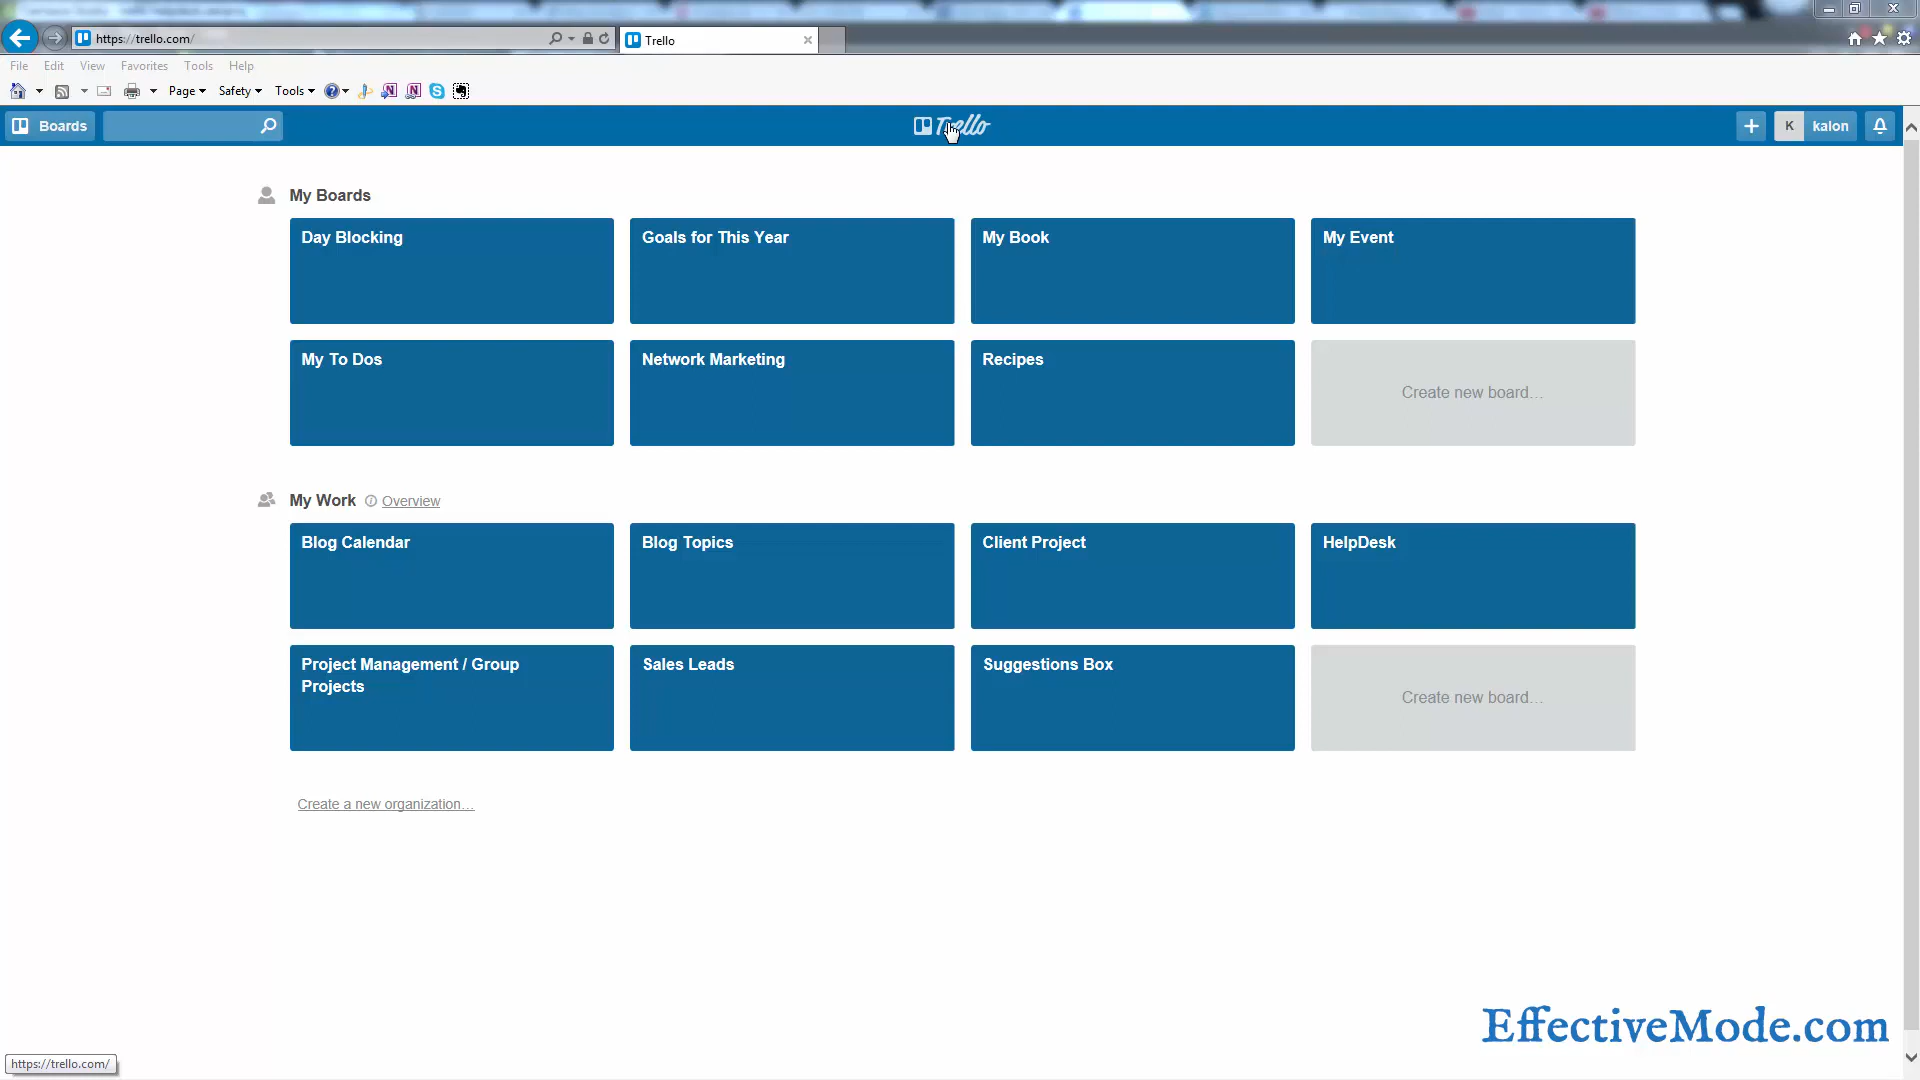 https://trello.com/
Trello
File Edit View Favorites Tools Help
Page Safety Tools
Boards
Trello
K kalon
My Boards
Day Blocking
Goals for This Year
My Book
My Event
My To Dos
Network Marketing
Recipes
Create new board…
My Work Overview
Blog Calendar
Blog Topics
Client Project
HelpDesk
Project Management / Group
Projects
Sales Leads
Suggestions Box
Create new board…
Create a new organization…
EffectiveMode.com
https://trello.com/